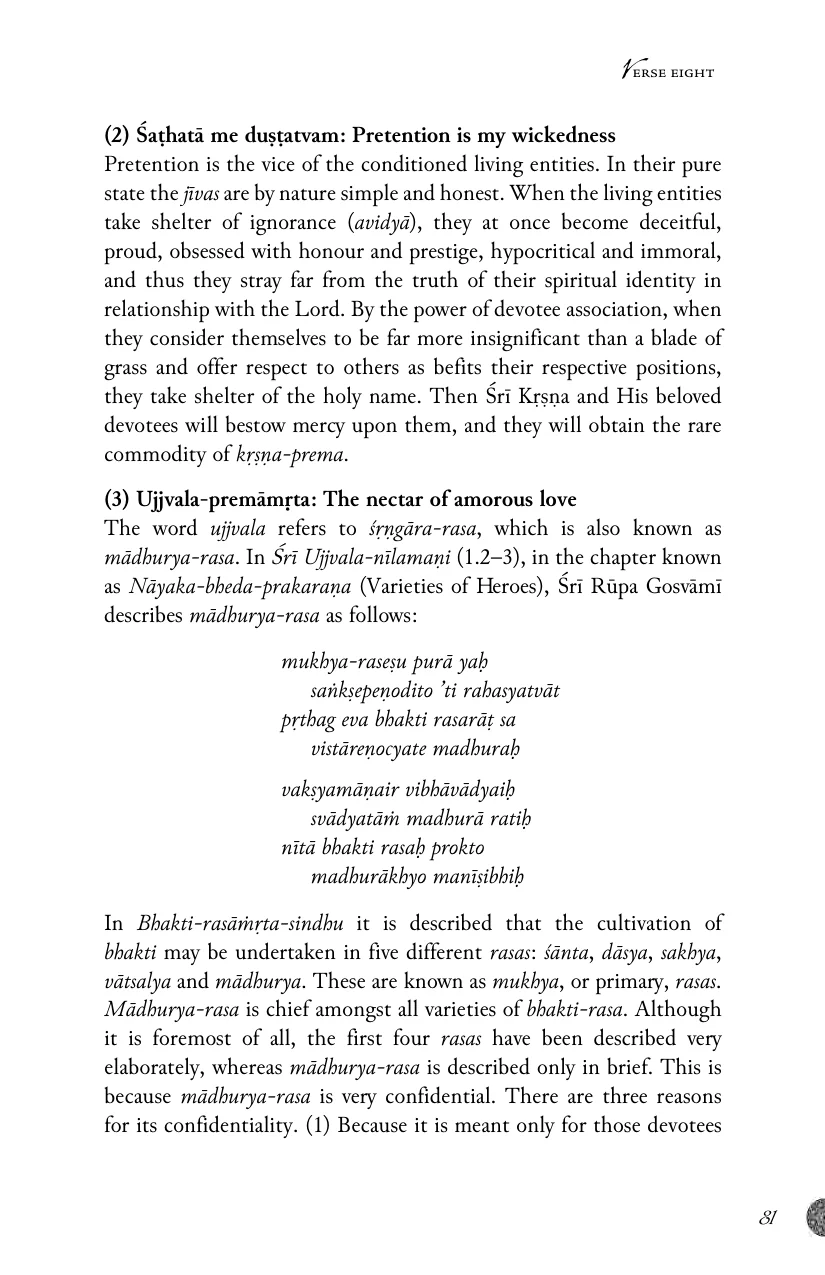 VERSE EIGHT
(2) Śaṭhatā me duṣṭatvam: Pretention is my wickedness
Pretention is the vice of the conditioned living entities. In their pure
state the jīvas are by nature simple and honest. When the living entities
take shelter of ignorance (avidyā), they at once become deceitful,
proud, obsessed with honour and prestige, hypocritical and immoral,
and thus they stray far from the truth of their spiritual identity in
relationship with the Lord. By the power of devotee association, when
they consider themselves to be far more insignificant than a blade of
grass and offer respect to others as befits their respective positions,
they take shelter of the holy name. Then Śrī Kṛṣṇa and His beloved
devotees will bestow mercy upon them, and they will obtain the rare
commodity of kṛṣṇa-prema.
(3) Ujjvala-premāmṛta: The nectar of amorous love
The word ujjvala refers to śṛṇgāra-rasa, which is also known as
mādhurya-rasa. In Śrī Ujjvala-nīlamaṇi (1.2–3), in the chapter known
as Nāyaka-bheda-prakaraṇa (Varieties of Heroes), Śrī Rūpa Gosvāmī
describes mādhurya-rasa as follows:
mukhya-raseṣu purā yaḥ
saṅkṣepeṇodito ’ti rahasyatvāt
pṛthag eva bhakti rasarāṭ sa
vistāreṇocyate madhuraḥ
vakṣyamāṇair vibhāvādyaiḥ
svādyatāṁ madhurā ratiḥ
nītā bhakti rasaḥ prokto
madhurākhyo manīṣibhiḥ
In Bhakti-rasāṁṛta-sindhu it is described that the cultivation of
bhakti may be undertaken in five different rasas: śānta, dāsya, sakhya,
vātsalya and mādhurya. These are known as mukhya, or primary, rasas.
Mādhurya-rasa is chief amongst all varieties of bhakti-rasa. Although
it is foremost of all, the first four rasas have been described very
elaborately, whereas mādhurya-rasa is described only in brief. This is
because mādhurya-rasa is very confidential. There are three reasons
for its confidentiality. (1) Because it is meant only for those devotees
81